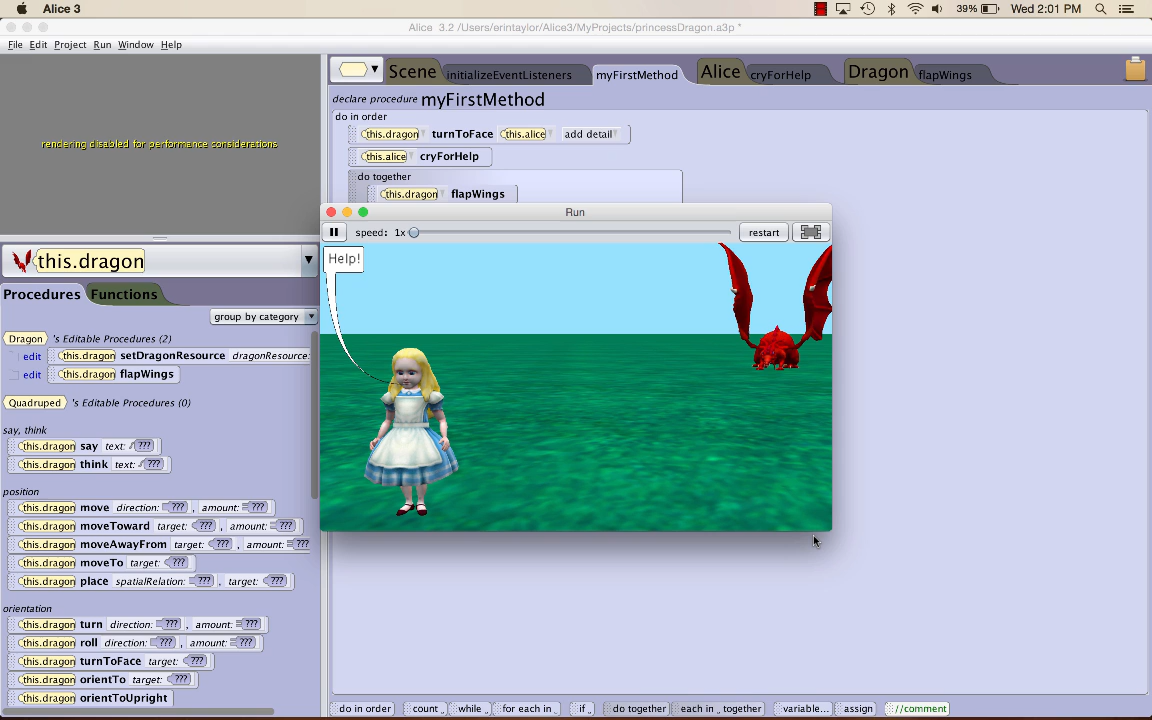 Alice 3
39% Wed 2:01 PM
Alice 3.2 /Users/erintaylor/Alice3/MyProjects/princessDragon.a3p *
File Edit Project Run Window Help
rendering disabled for performance considerations
Scene initializeEventListeners myFirstMethod Alice cryForHelp Dragon flapWings
declare procedure myFirstMethod
do in order
this.dragon turnToFace this.alice add detail
this.alice cryForHelp
do together
this.dragon flapWings
Run
speed: 1x restart
Help!
this.dragon
Procedures Functions
group by category
Dragon 's Editable Procedures (2)
edit this.dragon setDragonResource dragonResource:
edit this.dragon flapWings
Quadruped 's Editable Procedures (0)
say, think
this.dragon say text: ???
this.dragon think text: ???
position
this.dragon move direction: ??? , amount: ???
this.dragon moveToward target: ??? , amount: ???
this.dragon moveAwayFrom target: ??? , amount: ???
this.dragon moveTo target: ???
this.dragon place spatialRelation: ??? , target: ???
orientation
this.dragon turn direction: ??? , amount: ???
this.dragon roll direction: ??? , amount: ???
this.dragon turnToFace target: ???
this.dragon orientTo target: ???
this.dragon orientToUpright
do in order count while for each in if do together each in together variable... assign //comment